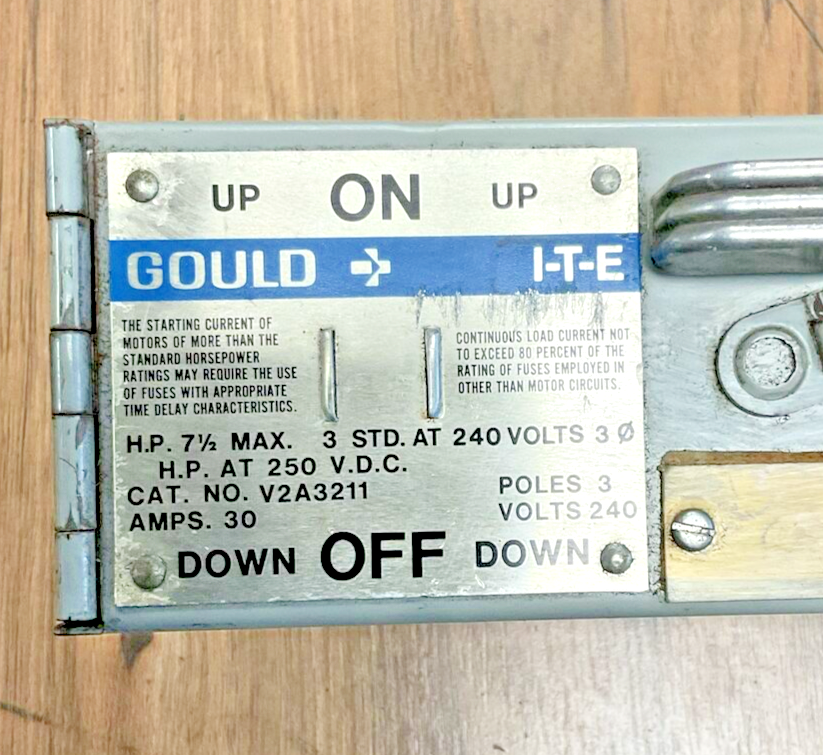 UP ON UP
GOULD I-T-E
THE STARTING CURRENT OF
MOTORS OF MORE THAN THE
STANDARD HORSEPOWER
RATINGS MAY REQUIRE THE USE
OF FUSES WITH APPROPRIATE
TIME DELAY CHARACTERISTICS.
CONTINUOUS LOAD CURRENT NOT
TO EXCEED 80 PERCENT OF THE
RATING OF FUSES EMPLOYED IN
OTHER THAN MOTOR CIRCUITS.
H.P. 7½ MAX. 3 STD. AT 240 VOLTS 3 Ø
H.P. AT 250 V.D.C.
CAT. NO. V2A3211 POLES 3
AMPS. 30 VOLTS 240
DOWN OFF DOWN